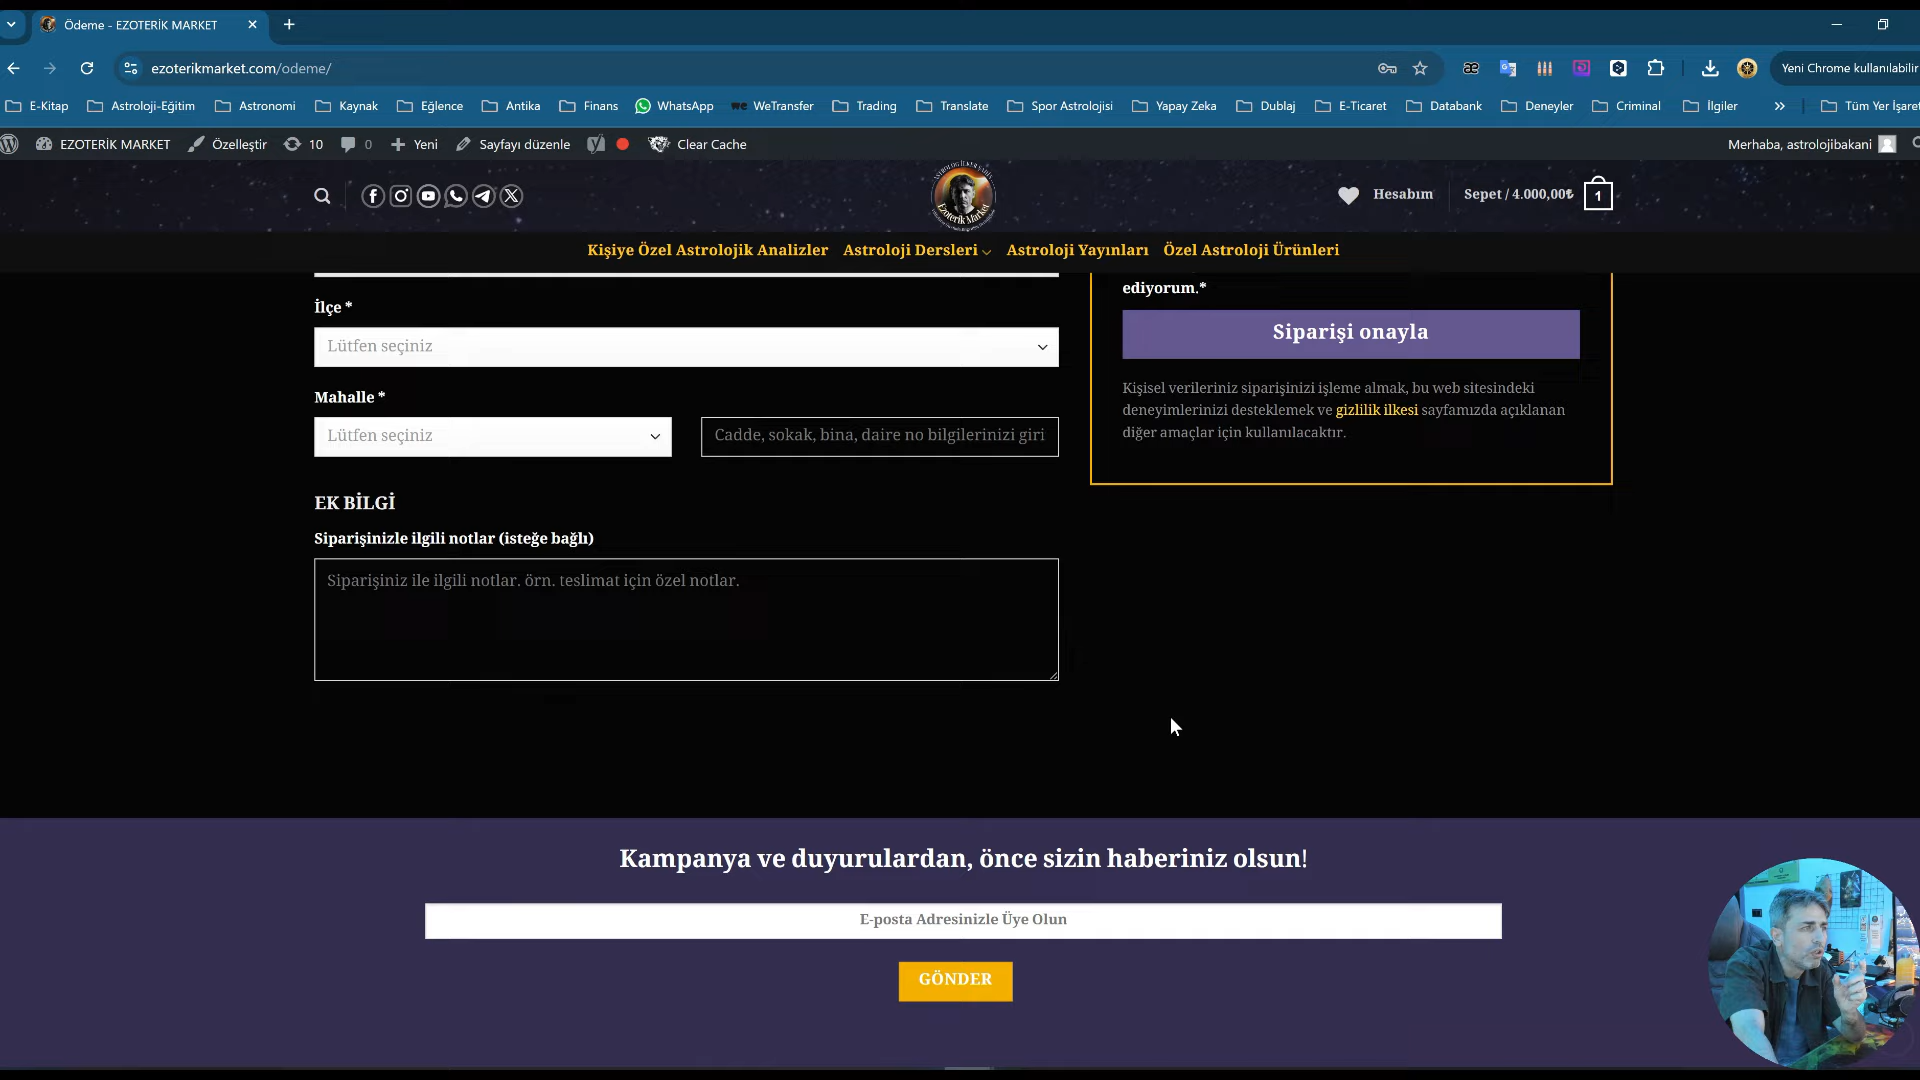 Ödeme - EZOTERİK MARKET
ezoterikmarket.com/odeme/
Yeni Chrome kullanılabilir
E-Kitap
Astroloji-Eğitim
Astronomi
Kaynak
Eğlence
Antika
Finans
WhatsApp
WeTransfer
Trading
Translate
Spor Astrolojisi
Yapay Zeka
Dublaj
E-Ticaret
Databank
Deneyler
Criminal
İlgiler
Tüm Yer İşaret
EZOTERİK MARKET
Özelleştir
10
0
Yeni
Sayfayı düzenle
Clear Cache
Merhaba, astrolojibakani
Ezoterik Market
Hesabım
Sepet / 4.000,00₺
1
Kişiye Özel Astrolojik Analizler
Astroloji Dersleri
Astroloji Yayınları
Özel Astroloji Ürünleri
İlçe *
Lütfen seçiniz
Mahalle *
Lütfen seçiniz
Cadde, sokak, bina, daire no bilgilerinizi giri
EK BİLGİ
Siparişinizle ilgili notlar (isteğe bağlı)
Siparişiniz ile ilgili notlar. örn. teslimat için özel notlar.
ediyorum.*
Siparişi onayla
Kişisel verileriniz siparişinizi işleme almak, bu web sitesindeki
deneyimlerinizi desteklemek ve gizlilik ilkesi sayfamızda açıklanan
diğer amaçlar için kullanılacaktır.
Kampanya ve duyurulardan, önce sizin haberiniz olsun!
E-posta Adresinizle Üye Olun
GÖNDER